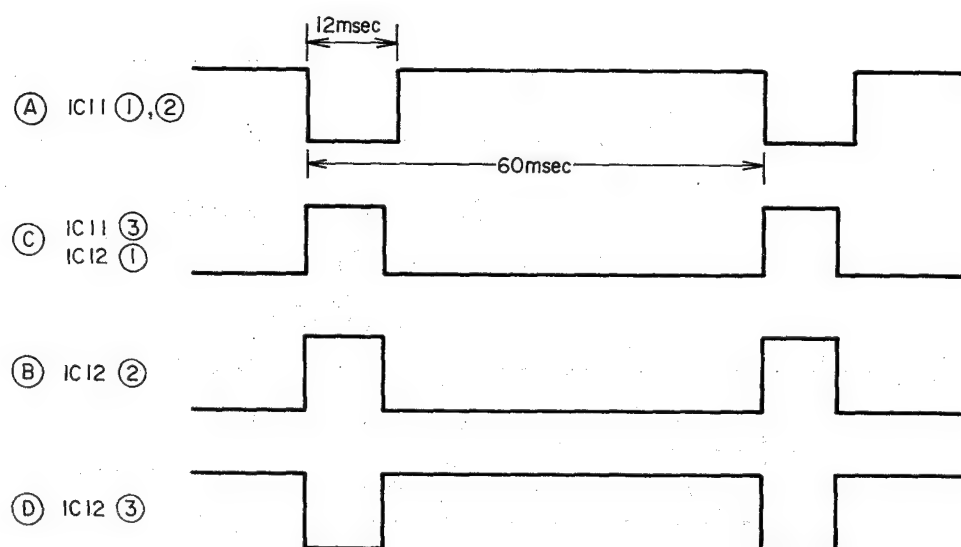 12msec
Ⓐ IC11 ①,②
60msec
Ⓒ IC11 ③
IC12 ①
Ⓑ IC12 ②
Ⓓ IC12 ③